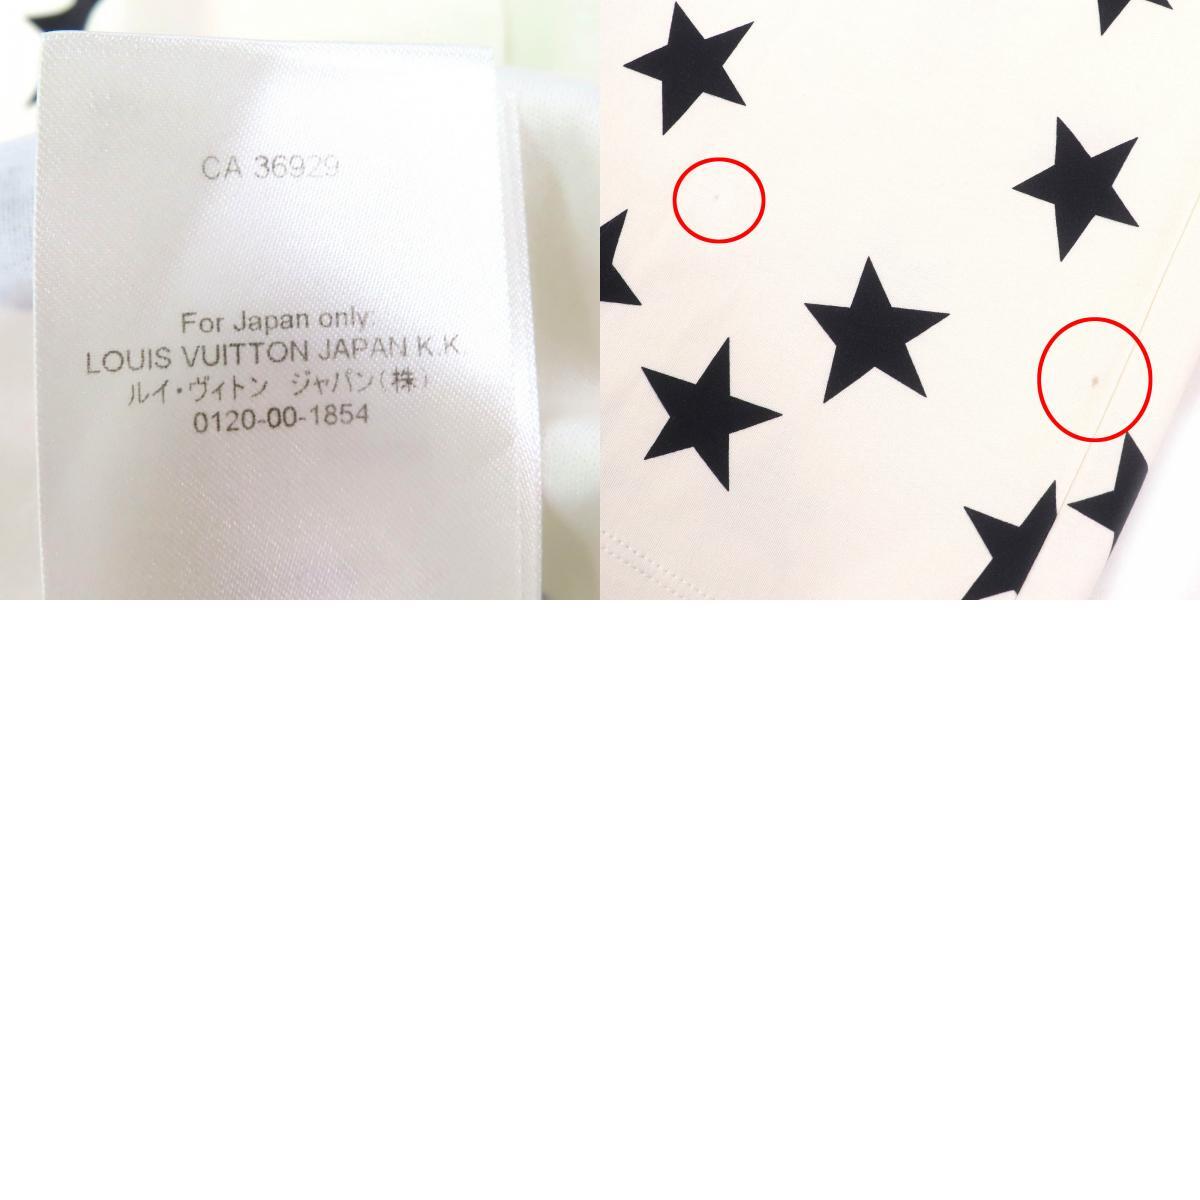 CA 36929
For Japan only
LOUIS VUITTON JAPAN K.K.
ルイ・ヴィトン ジャパン(株)
0120-00-1854